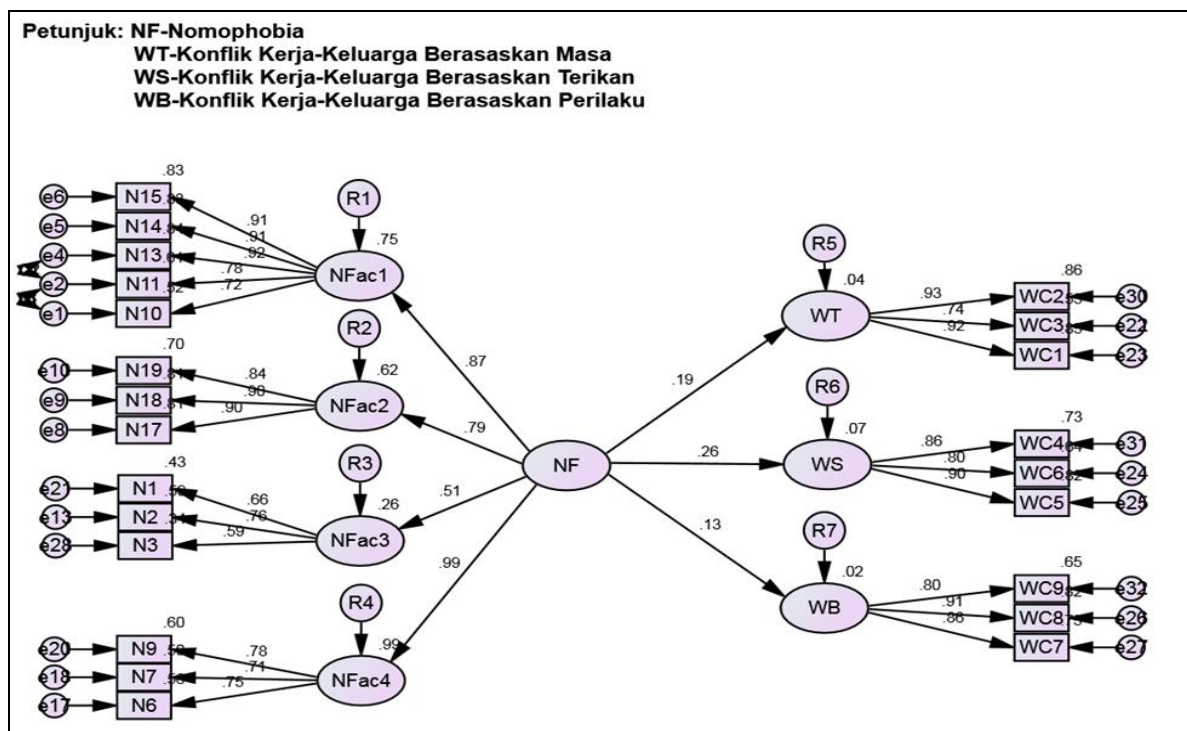 Petunjuk: NF-Nomophobia
WT-Konflik Kerja-Keluarga Berasaskan Masa
WS-Konflik Kerja-Keluarga Berasaskan Terikan
WB-Konflik Kerja-Keluarga Berasaskan Perilaku
.83
e6 N15 .91
e5 N14 .91
e4 N13 .92
e2 N11 .78
e1 N10 .72
R1
.75
NFac1
.87
.70
e10 N19 .84
e9 N18 .90
e8 N17 .90
.81
R2
.62
NFac2
.79
.43
e21 N1 .66
e13 N2 .76
e28 N3 .59
R3
.26
NFac3
.51
.60
e20 N9 .78
e18 N7 .71
e17 N6 .75
R4
.99
NFac4
.99
NF
.19
R5
.04
WT
.86
.93 WC2 e30
.74 WC3 e22
.92 WC1 e23
.26
R6
.07
WS
.73
.86 WC4 e31
.80 WC6 e24
.90 WC5 e25
.13
R7
.02
WB
.65
.80 WC9 e32
.91 WC8 e26
.86 WC7 e27